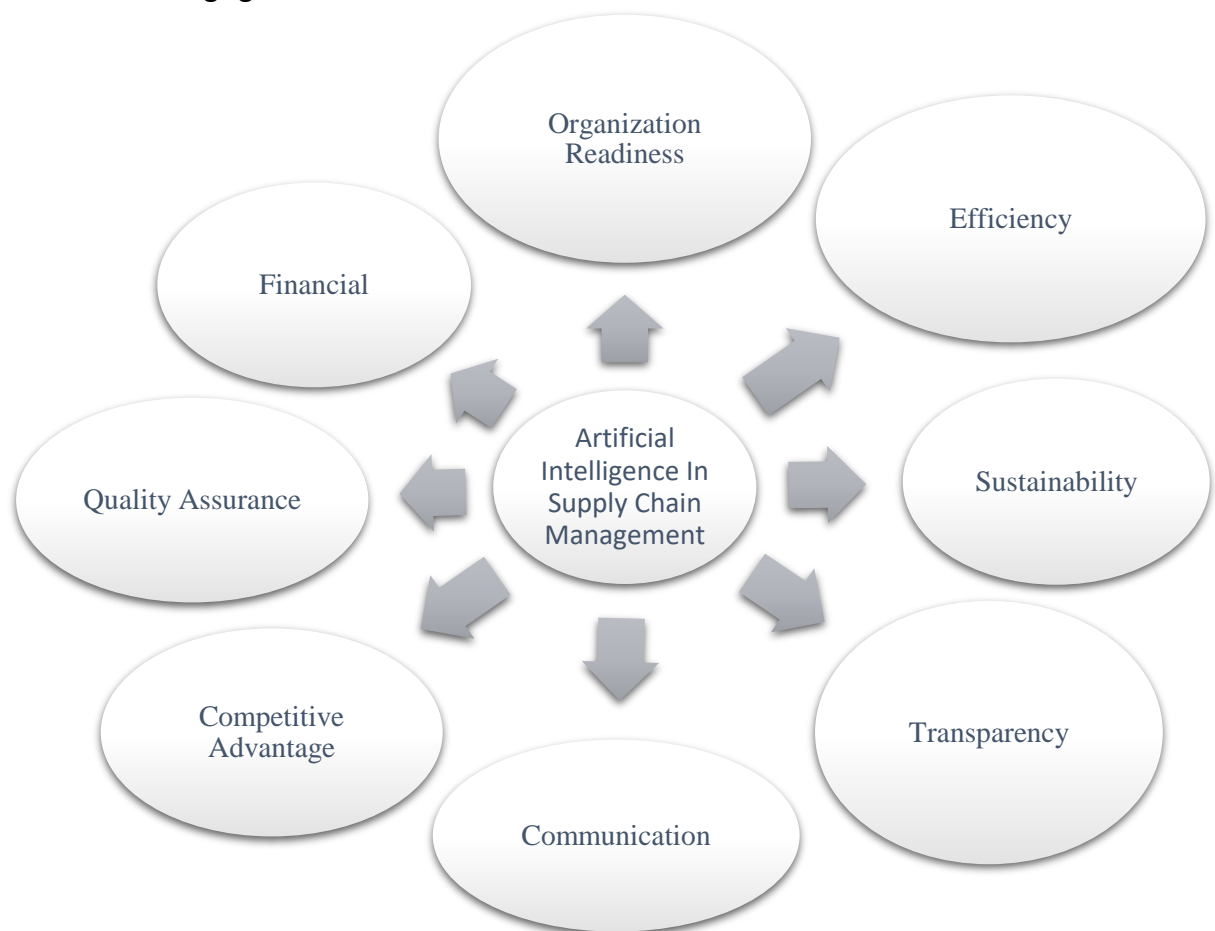 Organization
Readiness
Efficiency
Financial
Artificial
Intelligence In
Supply Chain
Management
Sustainability
Quality Assurance
Competitive
Advantage
Transparency
Communication